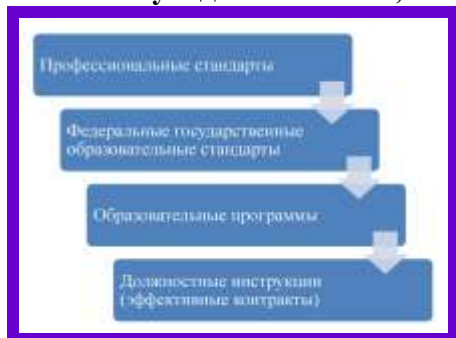 Профессиональные стандарты
Федеральные государственные
образовательные стандарты
Образовательные программы
Должностные инструкции
(эффективные контракты)